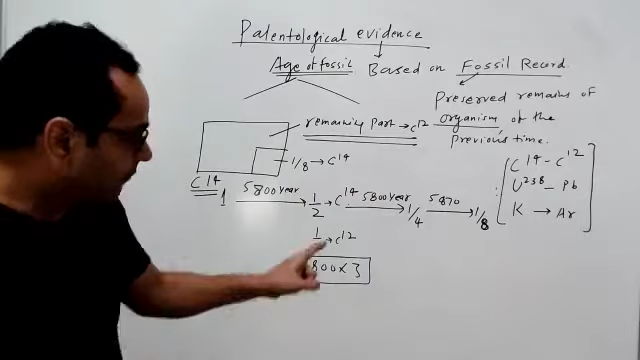 Palentological evidence
Age of fossil Based on Fossil Record.
Preserved remains of
organism of the
previous time.
remaining part → C12
1/8 → C14
C14
1 5800 year → 1/2 → C14 5800 year → 1/4 5870 → 1/8
1 → C12
800 × 3
C14 - C12
U238 - Pb
K → Ar